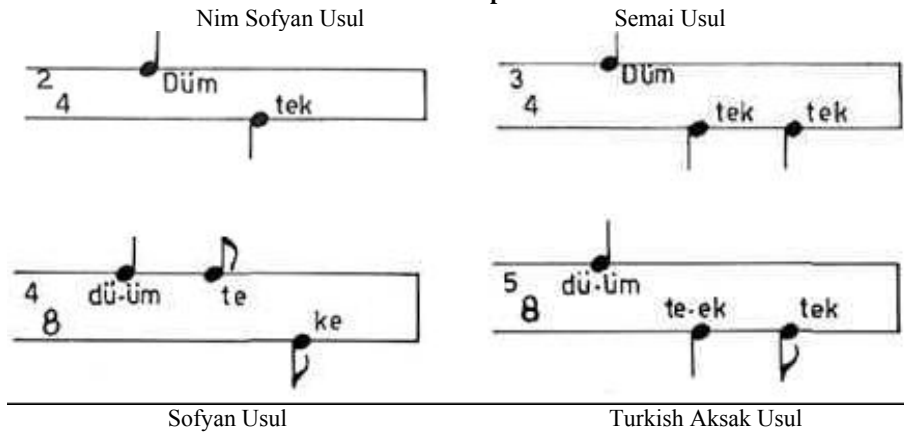 Nim Sofyan Usul
Semai Usul
2
4
Düm
tek
3
4
Düm
tek tek
4
8
dü-üm te
ke
5
8
dü-üm
te-ek tek
Sofyan Usul
Turkish Aksak Usul